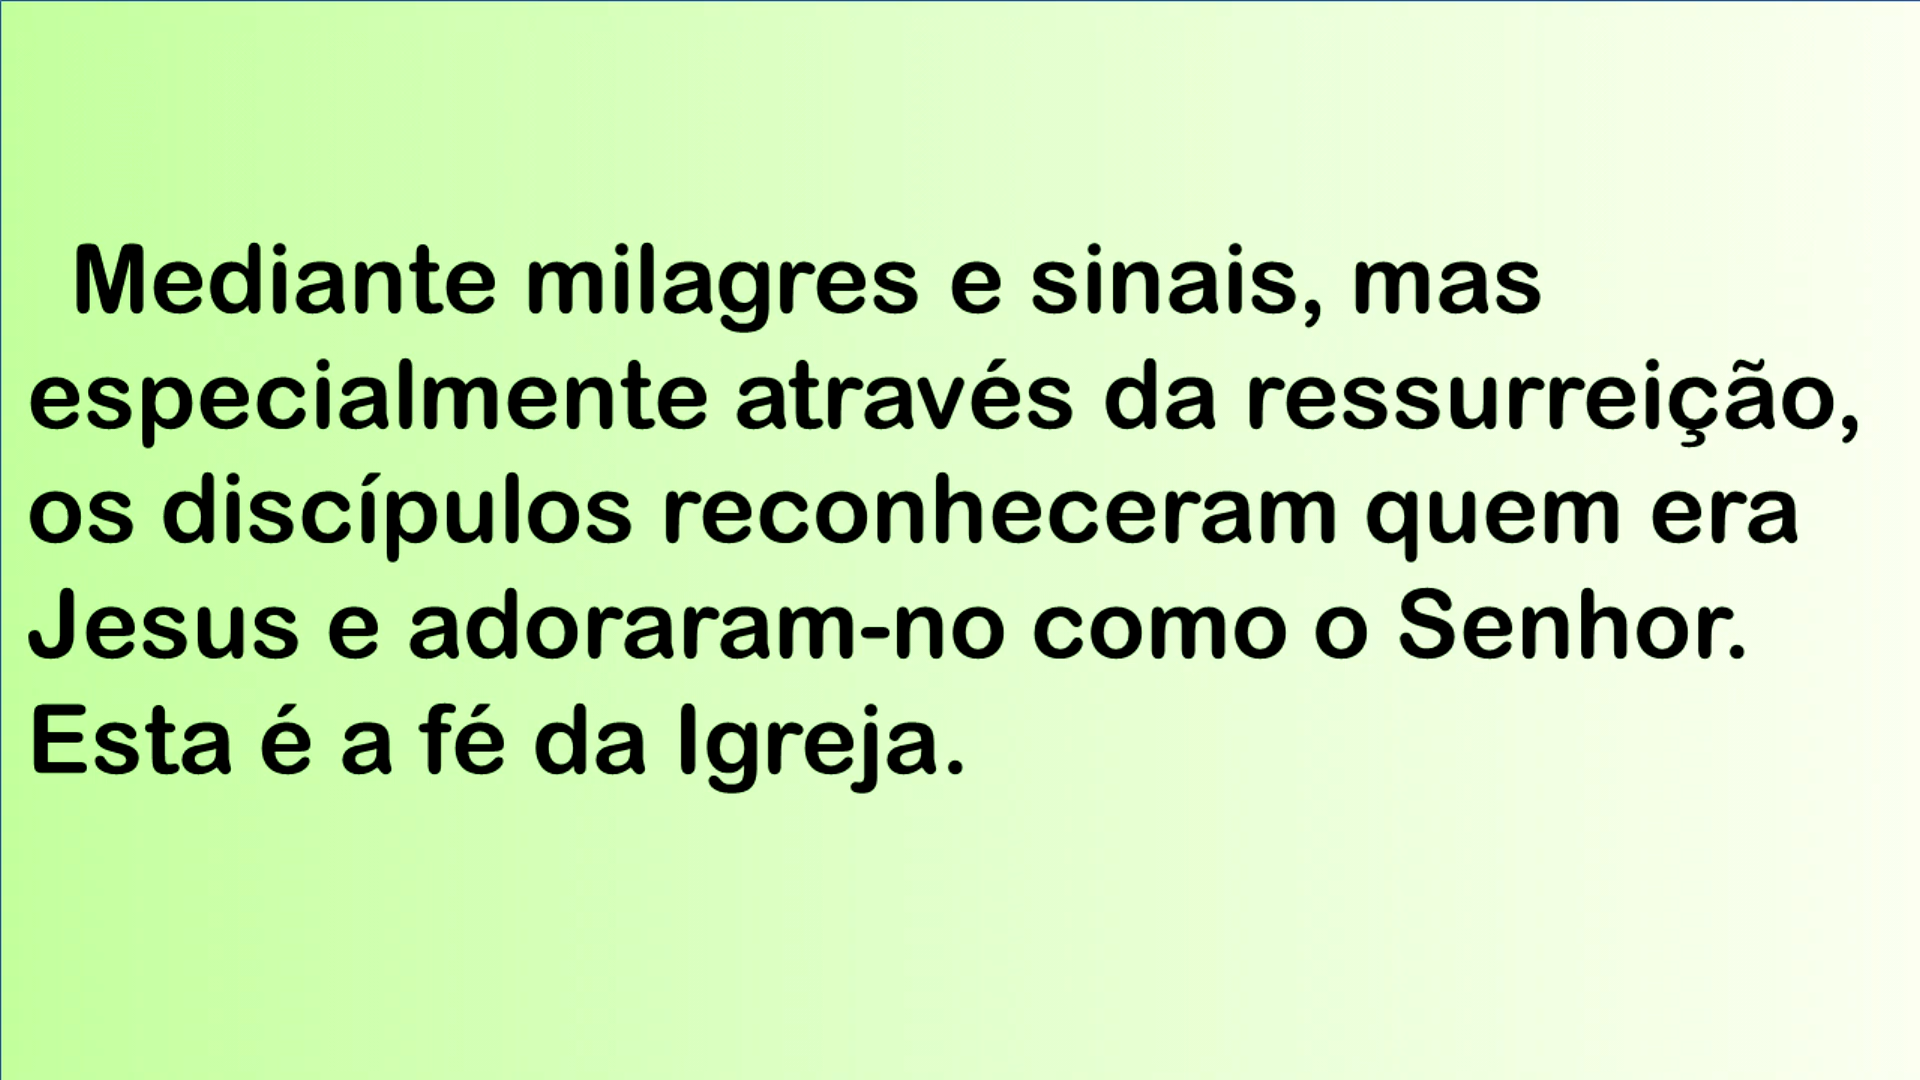 Mediante milagres e sinais, mas
especialmente através da ressurreição,
os discípulos reconheceram quem era
Jesus e adoraram-no como o Senhor.
Esta é a fé da Igreja.